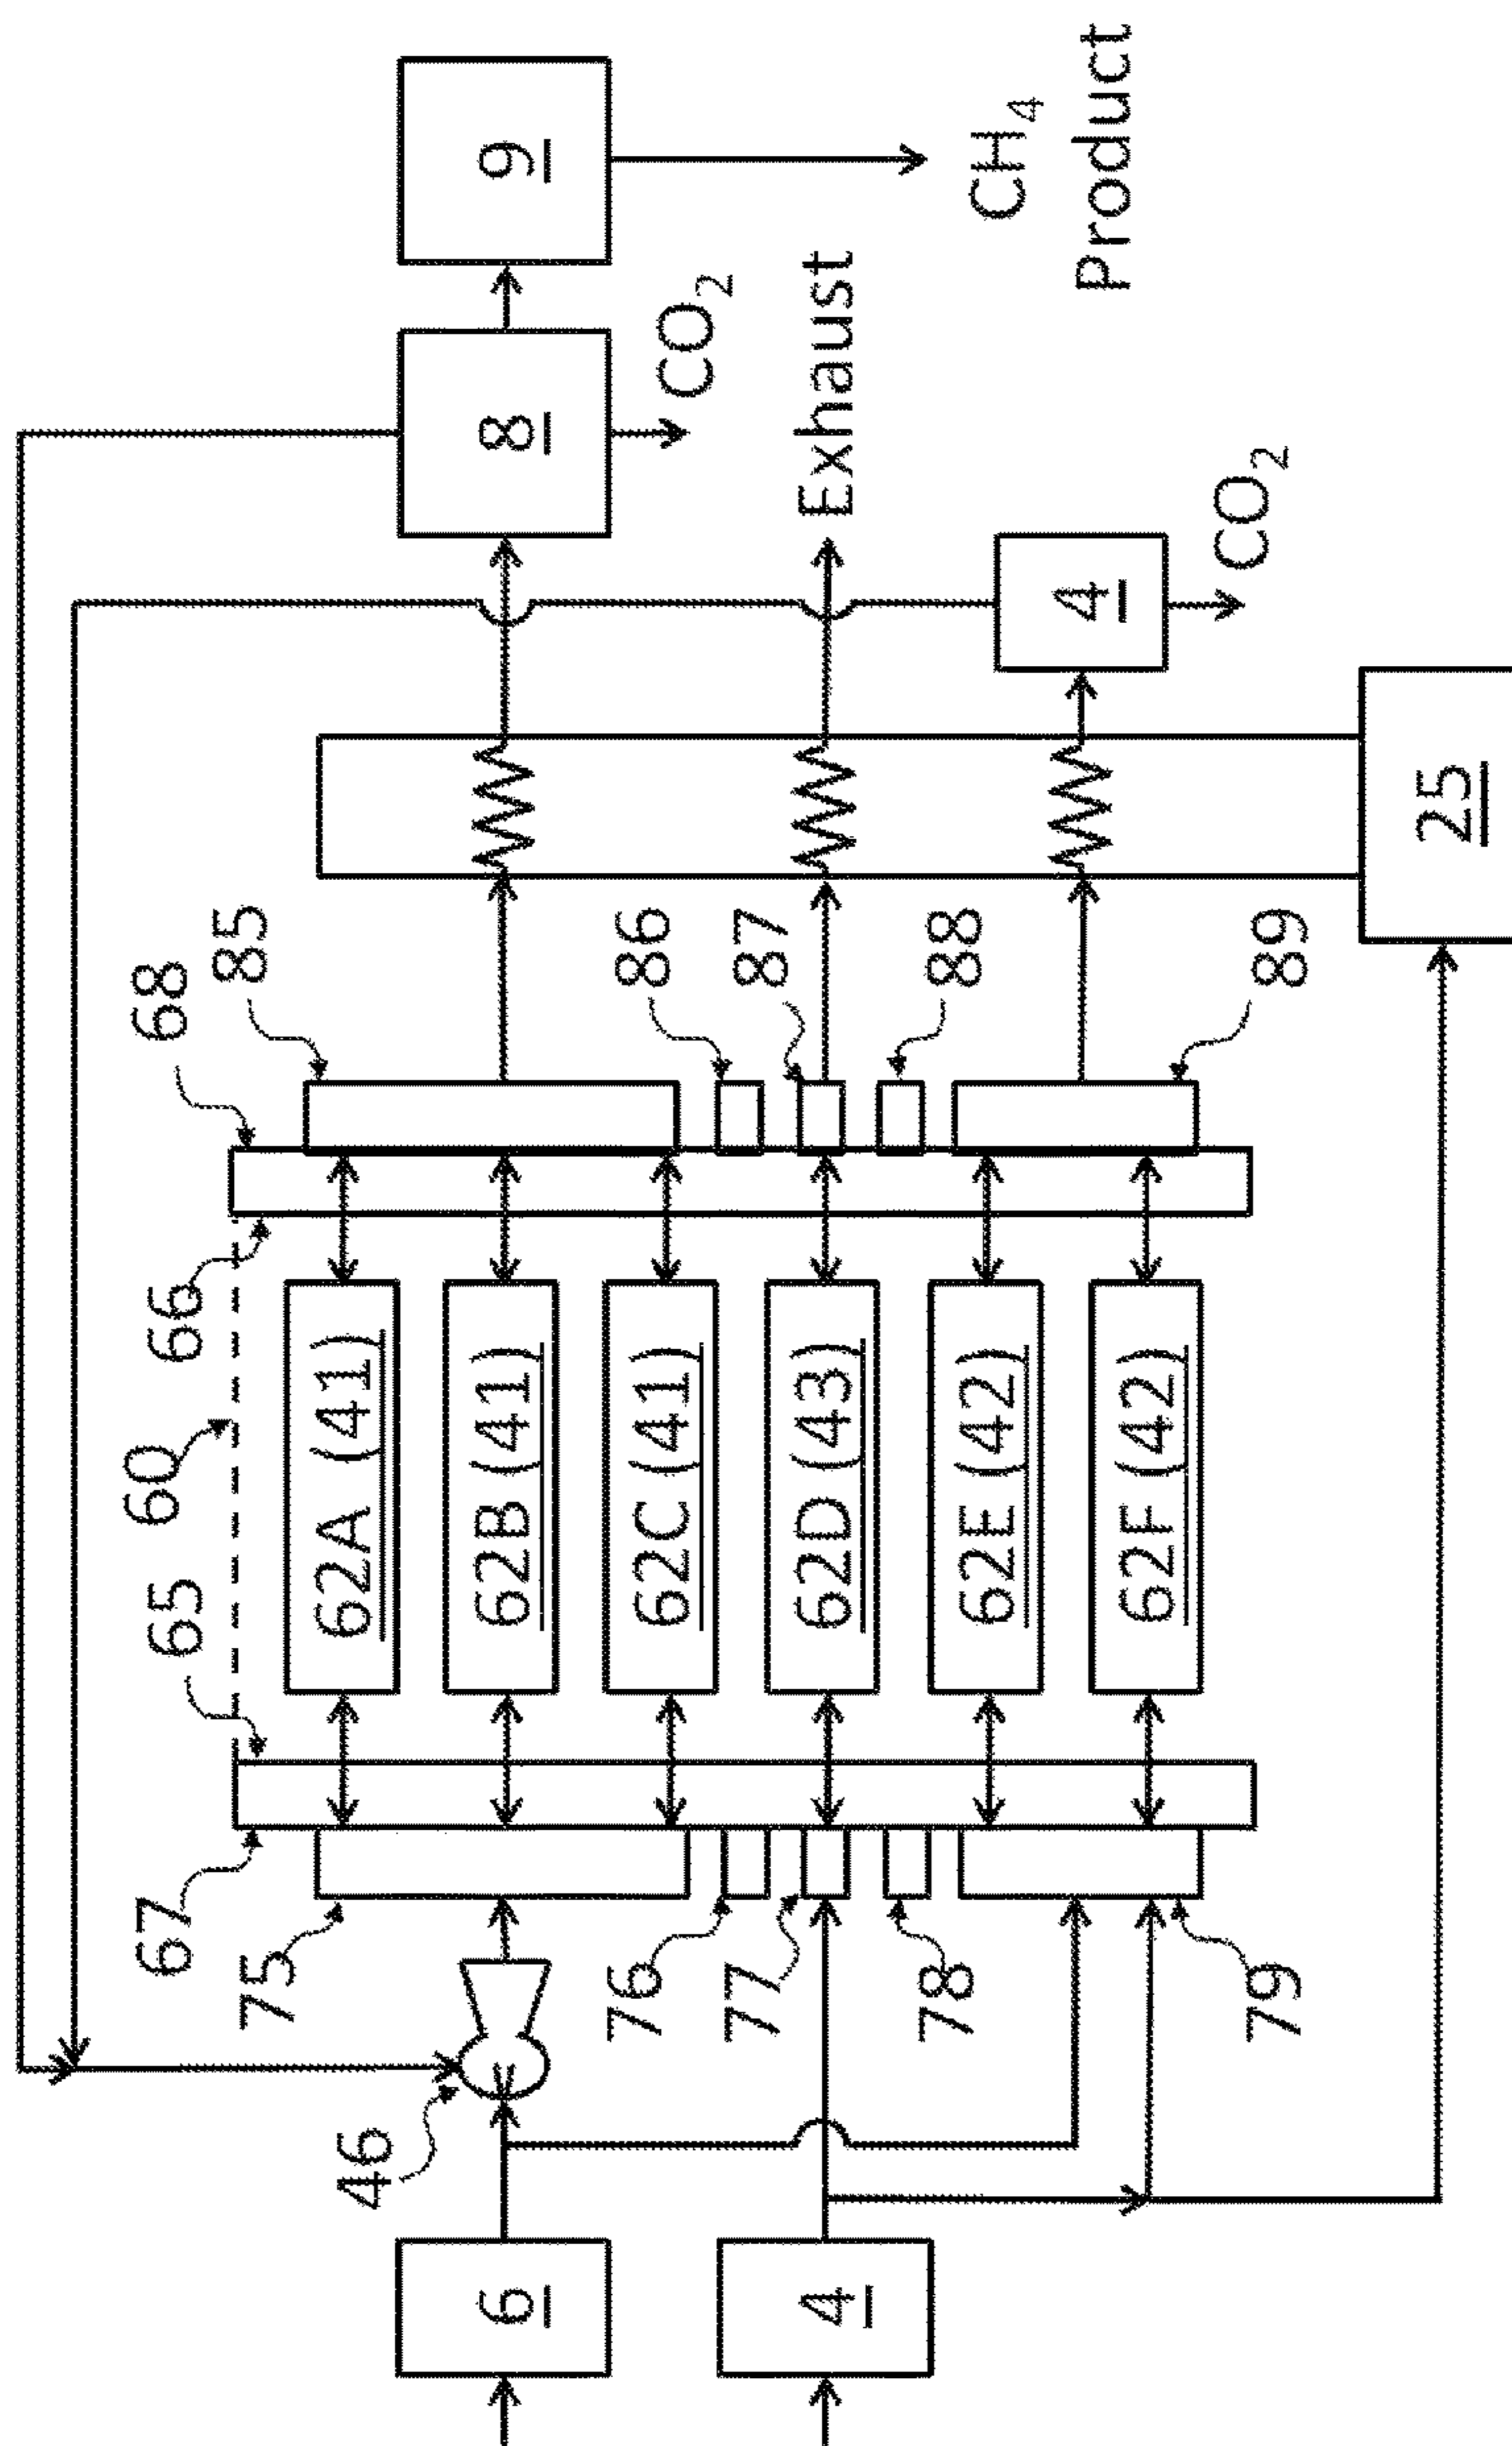 9
CH4
Product
8
CO2
Exhaust
4
CO2
25
68
85
86
87
88
89
66
60
65
62A (41)
62B (41)
62C (41)
62D (43)
62E (42)
62F (42)
67
75
76
77
78
79
46
6
4